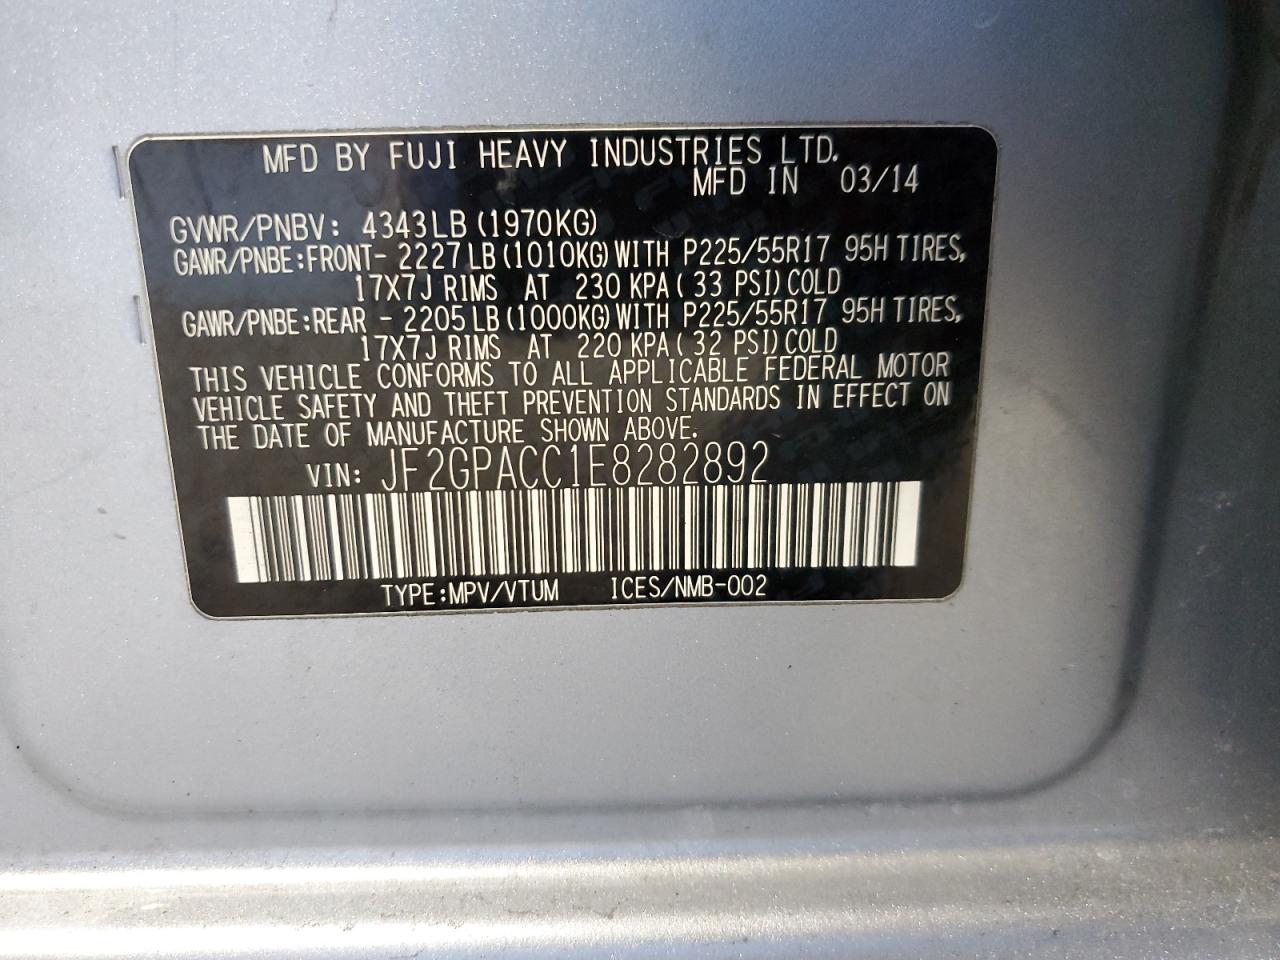 MFD BY FUJI HEAVY INDUSTRIES LTD.
MFD IN 03/14
GVWR/PNBV: 4343LB (1970KG)
GAWR/PNBE:FRONT- 2227 LB (1010KG) WITH P225/55R17 95H TIRES,
17X7J RIMS AT 230 KPA ( 33 PSI) COLD
GAWR/PNBE:REAR - 2205 LB (1000KG) WITH P225/55R17 95H TIRES,
17X7J RIMS AT 220 KPA ( 32 PSI) COLD
THIS VEHICLE CONFORMS TO ALL APPLICABLE FEDERAL MOTOR
VEHICLE SAFETY AND THEFT PREVENTION STANDARDS IN EFFECT ON
THE DATE OF MANUFACTURE SHOWN ABOVE.
VIN: JF2GPACC1E8282892
TYPE:MPV/VTUM ICES/NMB-002